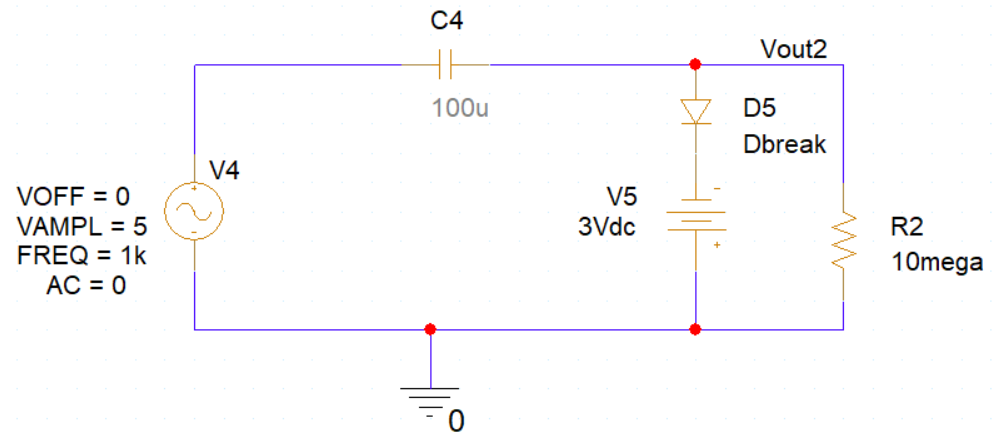 C4
100u
Vout2
D5
Dbreak
V4
VOFF = 0
VAMPL = 5
FREQ = 1k
AC = 0
+
-
V5
3Vdc
-
+
R2
10mega
0